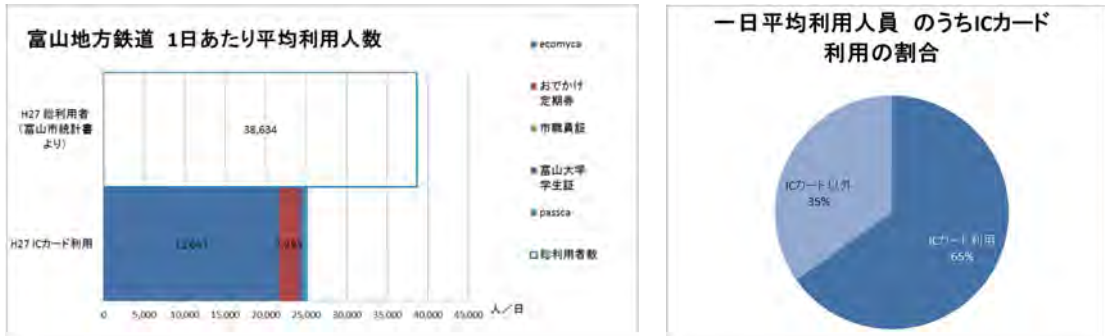 富山地方鉄道 1日あたり平均利用人数
H27 総利用者
（富山市統計書
より）
38,634
H27 ICカード利用
0
5,000
10,000
15,000
20,000
25,000
30,000
35,000
40,000
45,000
人／日
ecomyca
おでかけ
定期券
市職員証
富山大学
学生証
passca
総利用者数
一日平均利用人員 のうちICカード
利用の割合
ICカード以外
35%
ICカード利用
65%